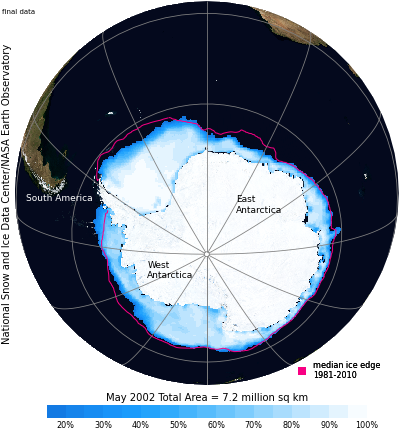 final data
National Snow and Ice Data Center/NASA Earth Observatory
South America
East
Antarctica
West
Antarctica
median ice edge
1981-2010
May 2002 Total Area = 7.2 million sq km
20% 30% 40% 50% 60% 70% 80% 90% 100%